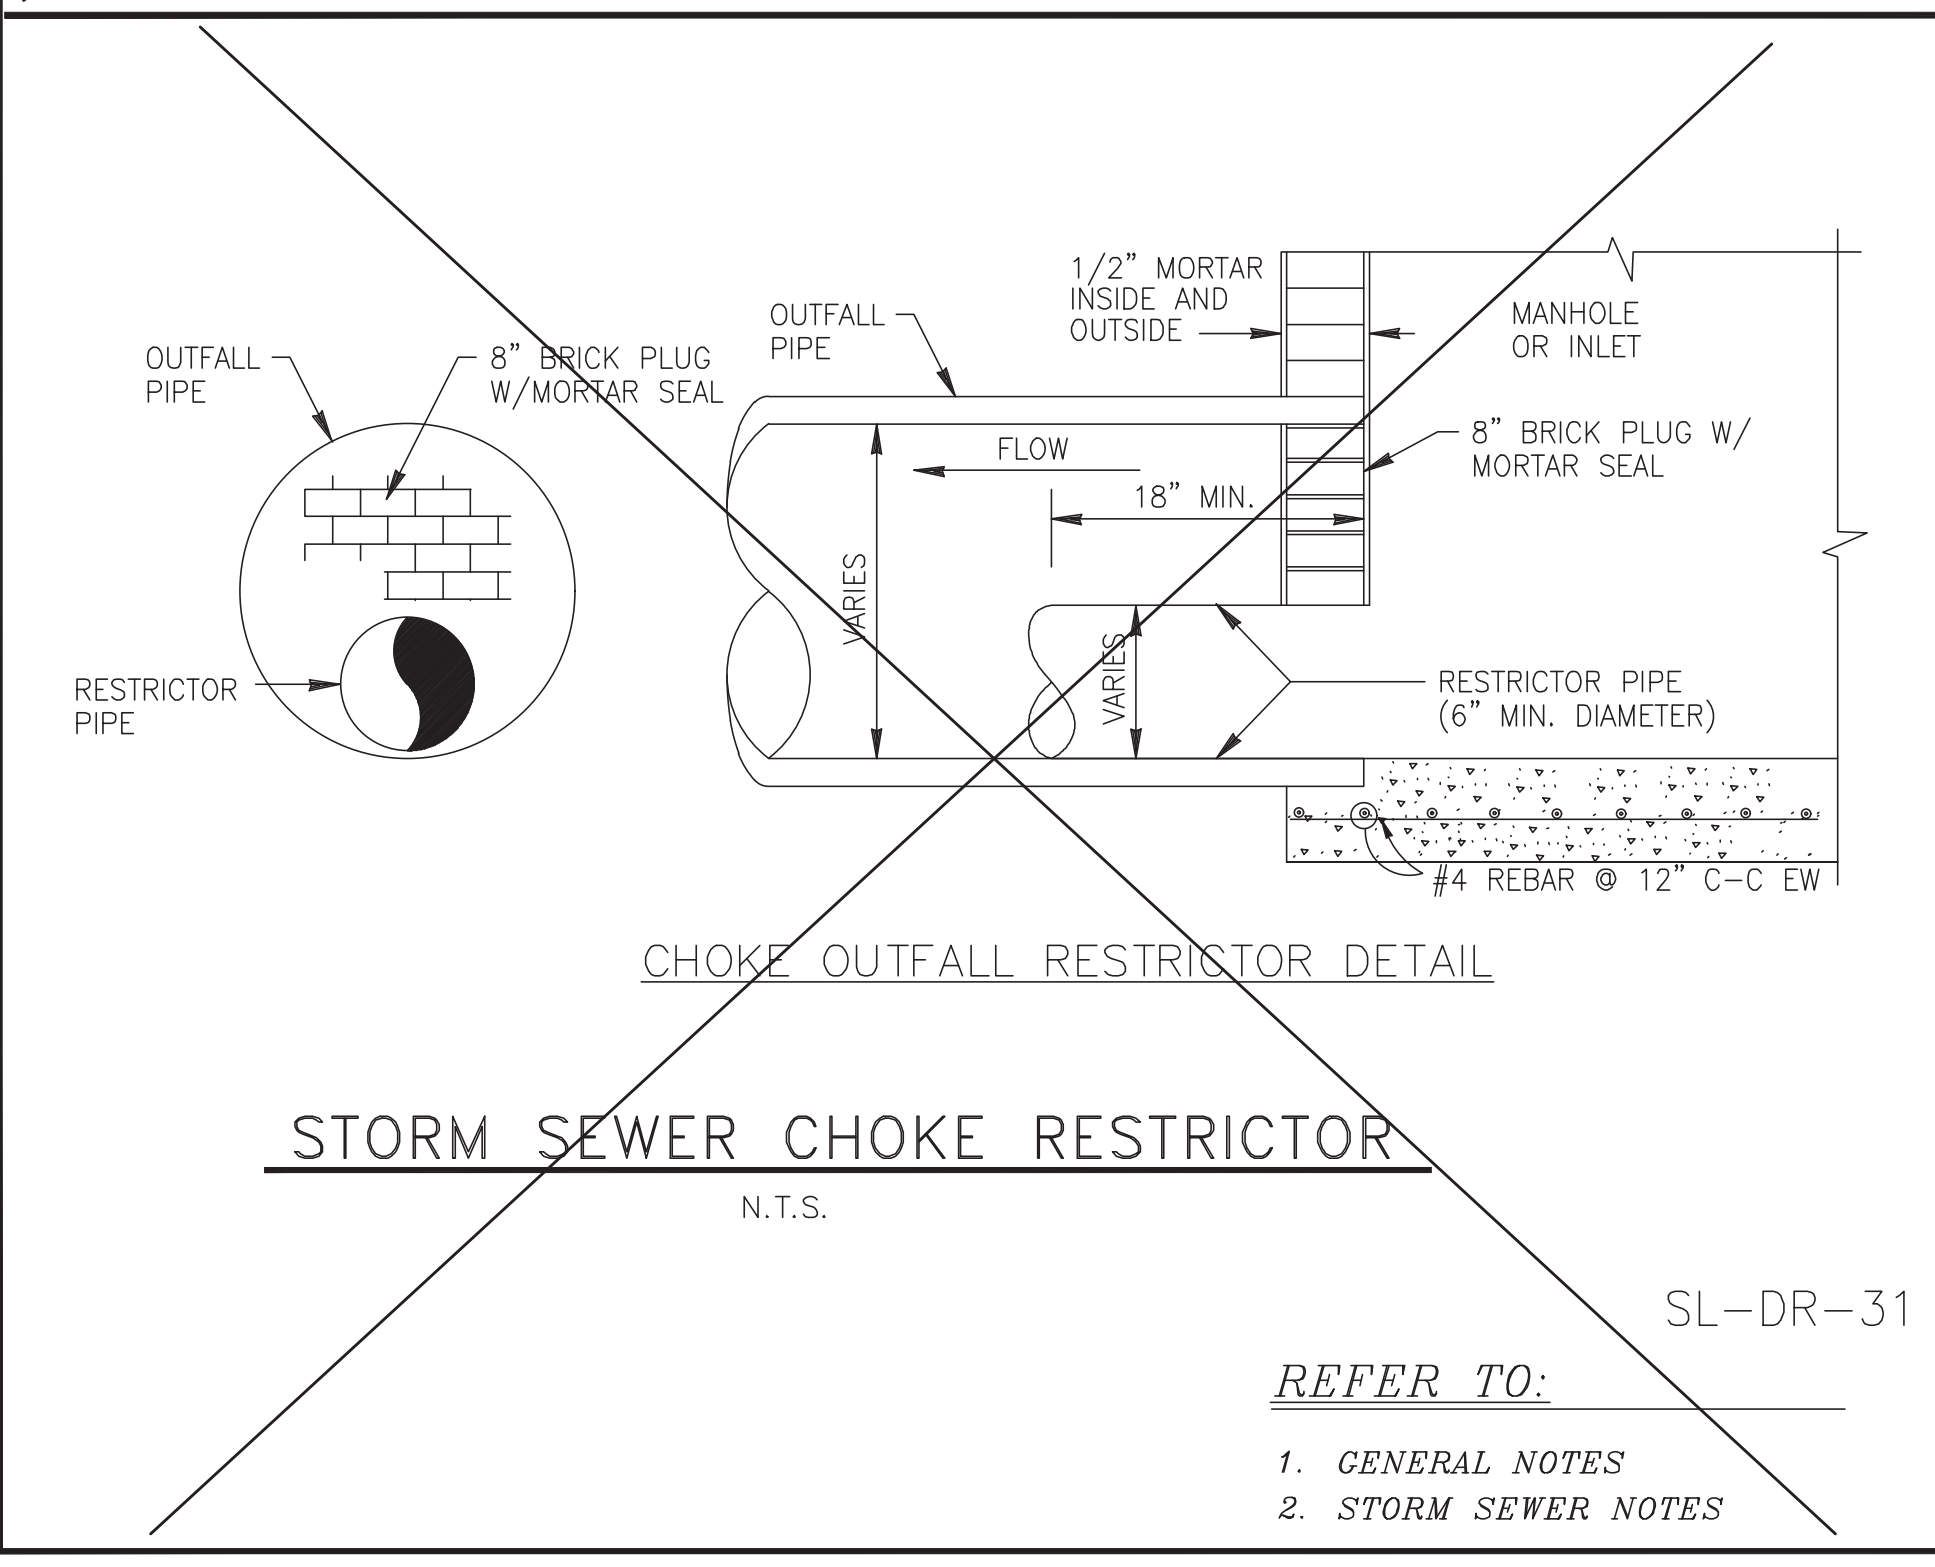 1/2” MORTAR
INSIDE AND
OUTSIDE
OUTFALL
PIPE
MANHOLE
OR INLET
OUTFALL
PIPE
8” BRICK PLUG
W/MORTAR SEAL
8” BRICK PLUG W/
MORTAR SEAL
FLOW
18” MIN.
VARIES
VARIES
RESTRICTOR
PIPE
RESTRICTOR PIPE
(6” MIN. DIAMETER)
#4 REBAR @ 12” C-C EW
CHOKE OUTFALL RESTRICTOR DETAIL
STORM SEWER CHOKE RESTRICTOR
N.T.S.
SL-DR-31
REFER TO:
1. GENERAL NOTES
2. STORM SEWER NOTES